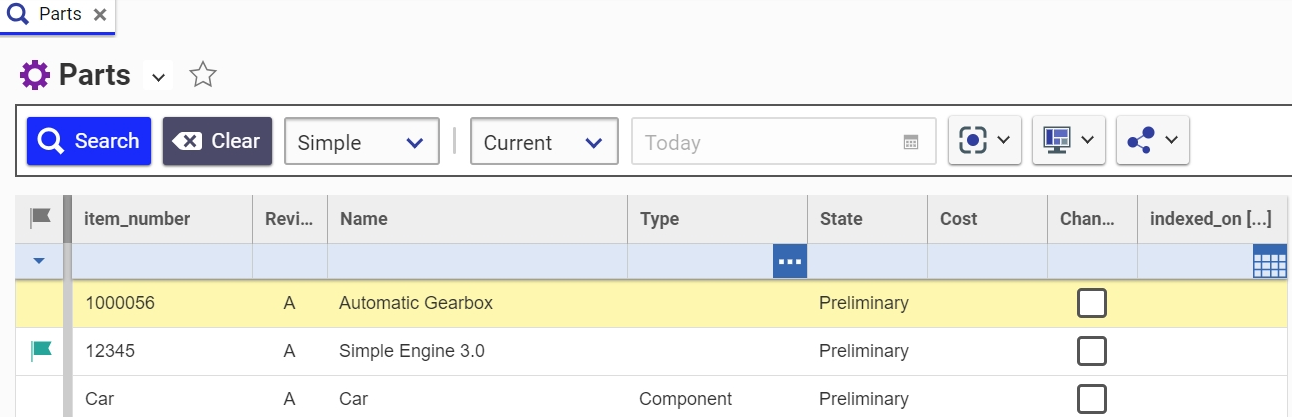 Parts
Parts
Search Clear Simple Current Today
item_number Revi... Name Type State Cost Chan... indexed_on [...]
1000056 A Automatic Gearbox Preliminary
12345 A Simple Engine 3.0 Preliminary
Car A Car Component Preliminary